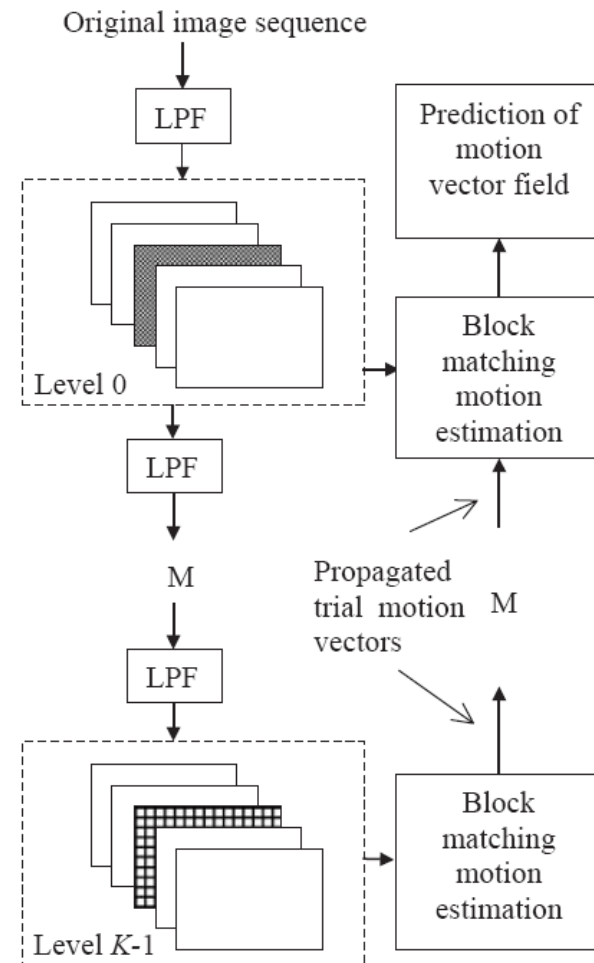 Original image sequence
LPF
Prediction of
motion
vector field
Level 0
Block
matching
motion
estimation
LPF
M
Propagated
trial motion
vectors
M
LPF
Level K-1
Block
matching
motion
estimation